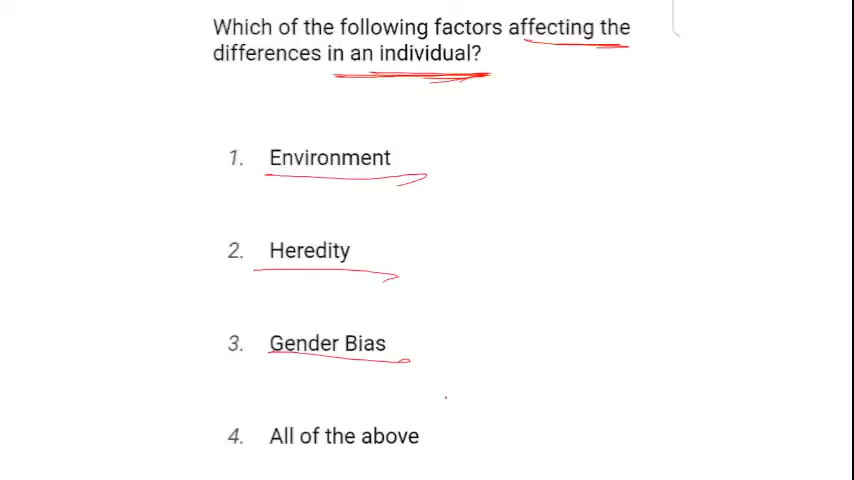 Which of the following factors affecting the
differences in an individual?
1. Environment
2. Heredity
3. Gender Bias
4. All of the above